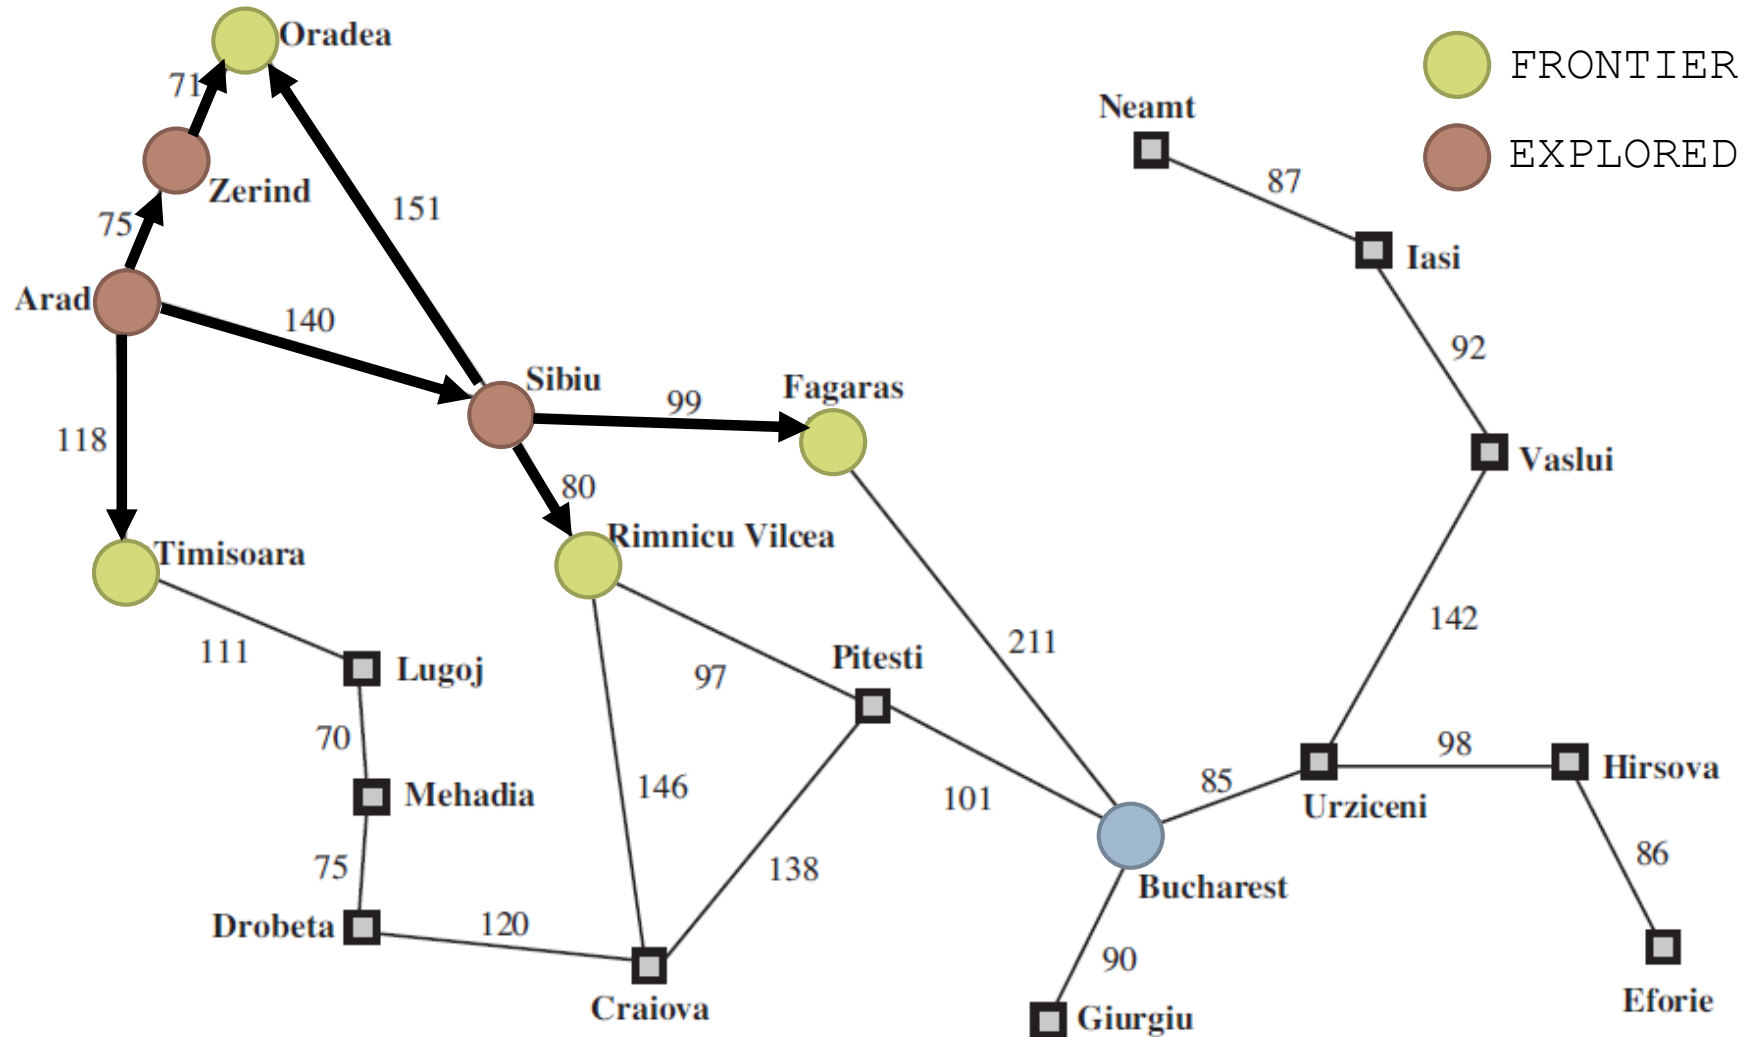 Oradea
FRONTIER
71
Neamt
EXPLORED
87
Zerind
151
75
Iasi
Arad
140
92
Sibiu
Fagaras
99
118
Vaslui
80
Rimnicu Vilcea
Timisoara
142
211
111
Pitesti
Lugoj
97
70
98
Hirsova
85
146
Mehadia
101
Urziceni
75
138
86
Bucharest
Drobeta
120
90
Craiova
Giurgiu
Eforie